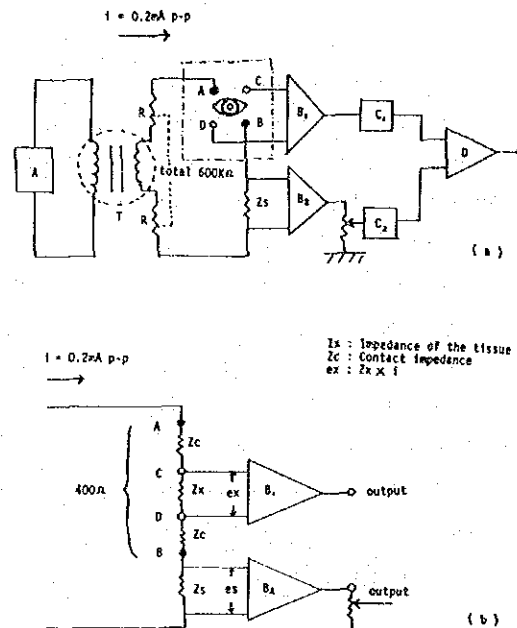 i = 0.2mA p-p
A
C
R
D
B
B₁
C₁
A
T
total 600KΩ
R
Zs
B₂
C₂
D
( a )
Zx : Impedance of the tissue
Zc : Contact impedance
ex : Zx × i
i = 0.2mA p-p
A
Zc
C
400Ω
Zx
ex
B₁
output
D
Zc
B
Zs
es
output
( b )